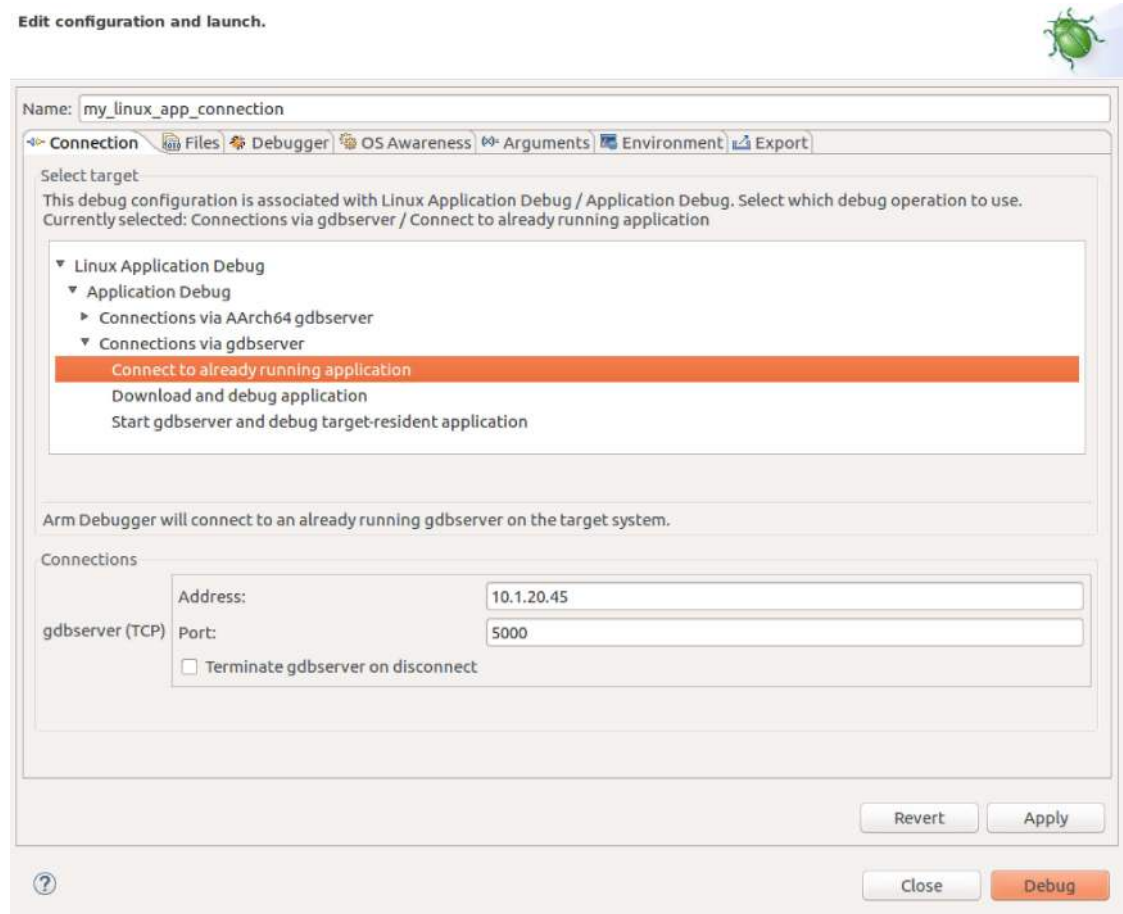 Edit configuration and launch.
Name: my_linux_app_connection
Connection Files Debugger OS Awareness Arguments Environment Export
Select target
This debug configuration is associated with Linux Application Debug / Application Debug. Select which debug operation to use.
Currently selected: Connections via gdbserver / Connect to already running application
Linux Application Debug
Application Debug
Connections via AArch64 gdbserver
Connections via gdbserver
Connect to already running application
Download and debug application
Start gdbserver and debug target-resident application
Arm Debugger will connect to an already running gdbserver on the target system.
Connections
Address: 10.1.20.45
gdbserver (TCP) Port: 5000
Terminate gdbserver on disconnect
Revert Apply
? Close Debug